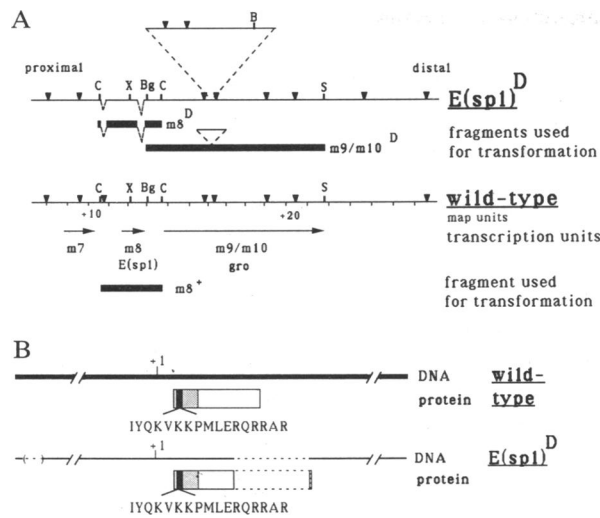 A
B
proximal
C X Bg C S
distal
E(spl)D
m8D
fragments used
for transformation
m9/m10D
C X Bg C S
wild-type
+10 +20
map units
transcription units
m7 m8 m9/m10
E(spl) gro
m8+
fragment used
for transformation
B
+1
DNA wild-
protein type
IYQKVKKPMLERQRRAR
+1
DNA E(spl)D
protein
IYQKVKKPMLERQRRAR